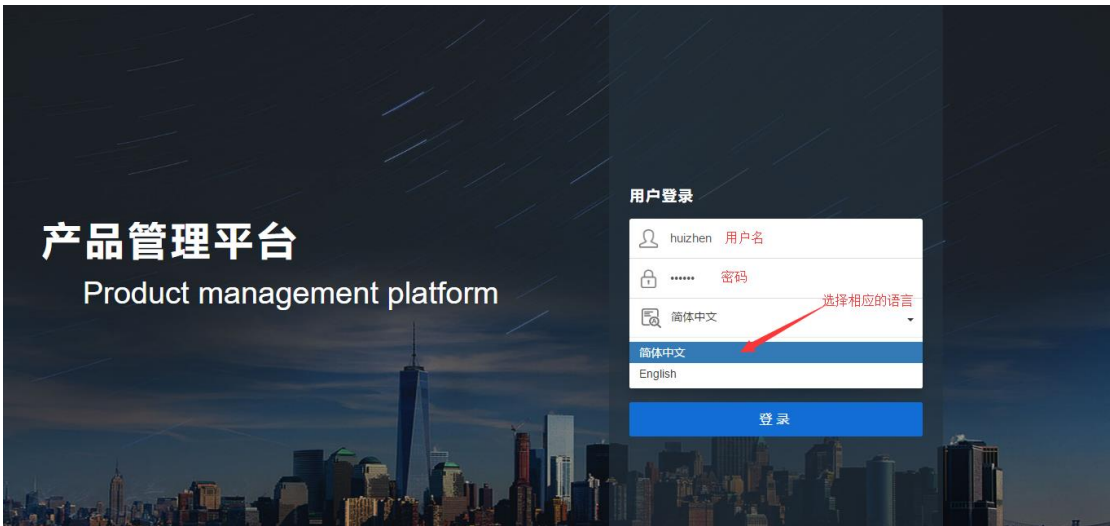 产品管理平台
Product management platform
用户登录
huizhen 用户名
•••••• 密码
选择相应的语言
简体中文
简体中文
English
登 录